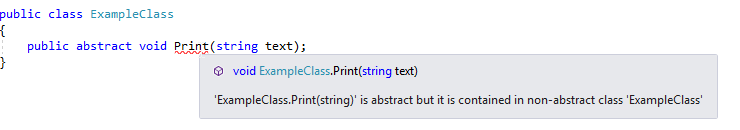 public class ExampleClass
{
public abstract void Print(string text);
}
void ExampleClass.Print(string text)
'ExampleClass.Print(string)' is abstract but it is contained in non-abstract class 'ExampleClass'